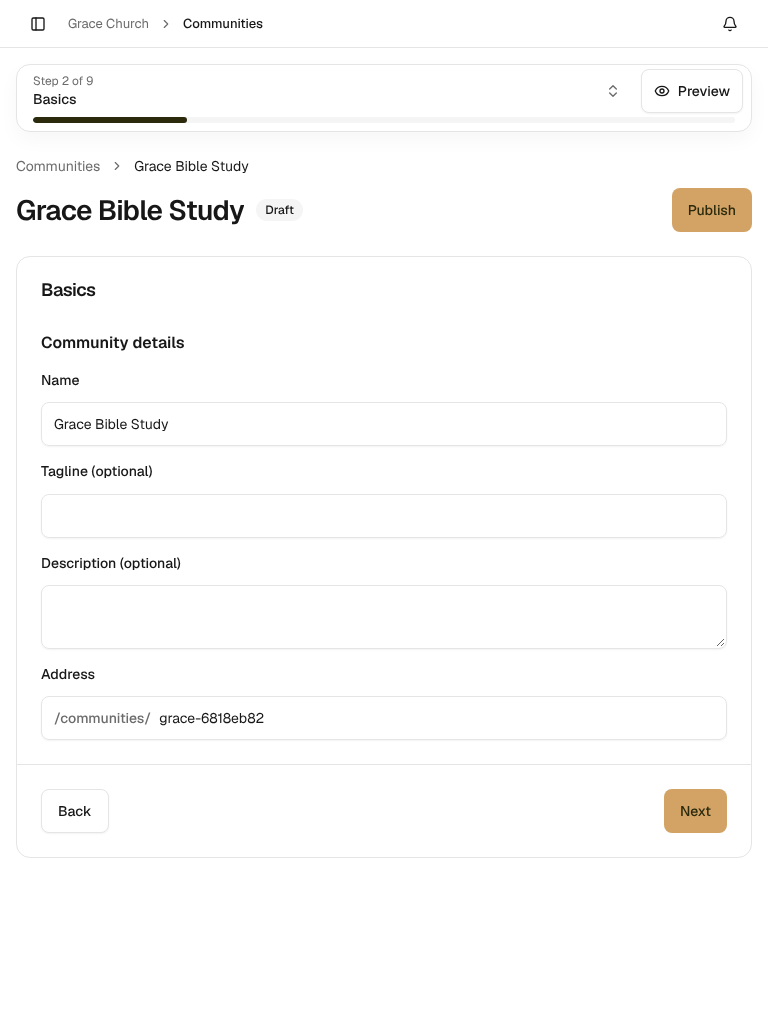 Grace Church > Communities
Step 2 of 9
Basics
Preview
Communities > Grace Bible Study
Grace Bible Study
Draft
Publish
Basics
Community details
Name
Grace Bible Study
Tagline (optional)
Description (optional)
Address
/communities/ grace-6818eb82
Back
Next